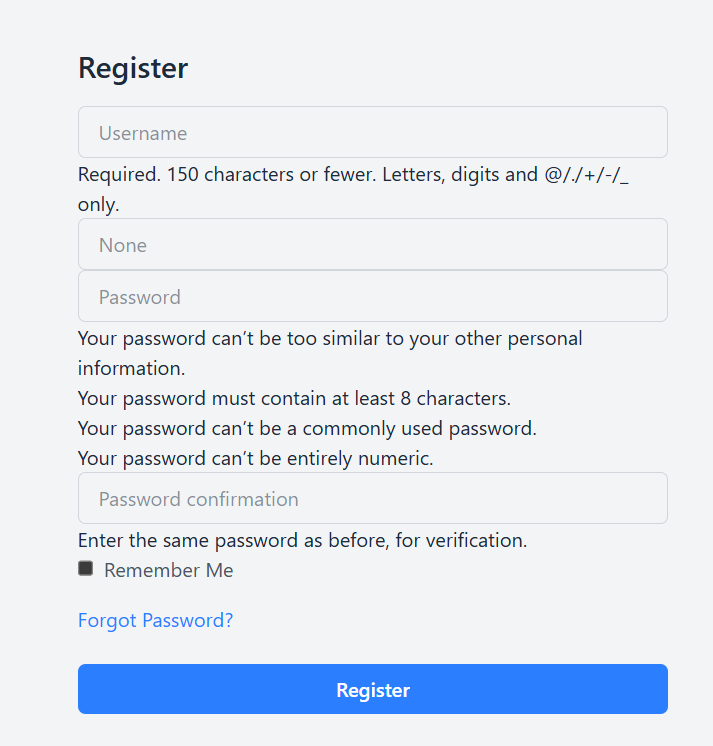 Register
Username
Required. 150 characters or fewer. Letters, digits and @/./+/-/_
only.
None
Password
Your password can’t be too similar to your other personal
information.
Your password must contain at least 8 characters.
Your password can’t be a commonly used password.
Your password can’t be entirely numeric.
Password confirmation
Enter the same password as before, for verification.
Remember Me
Forgot Password?
Register